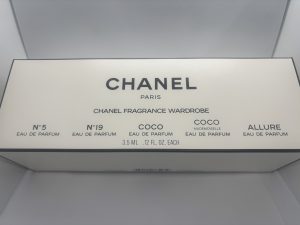 CHANEL
PARIS
CHANEL FRAGRANCE WARDROBE
N°5 N°19 COCO COCO ALLURE
MADEMOISELLE
EAU DE PARFUM EAU DE PARFUM EAU DE PARFUM EAU DE PARFUM EAU DE PARFUM
3.5 ML .12 FL. OZ. EACH